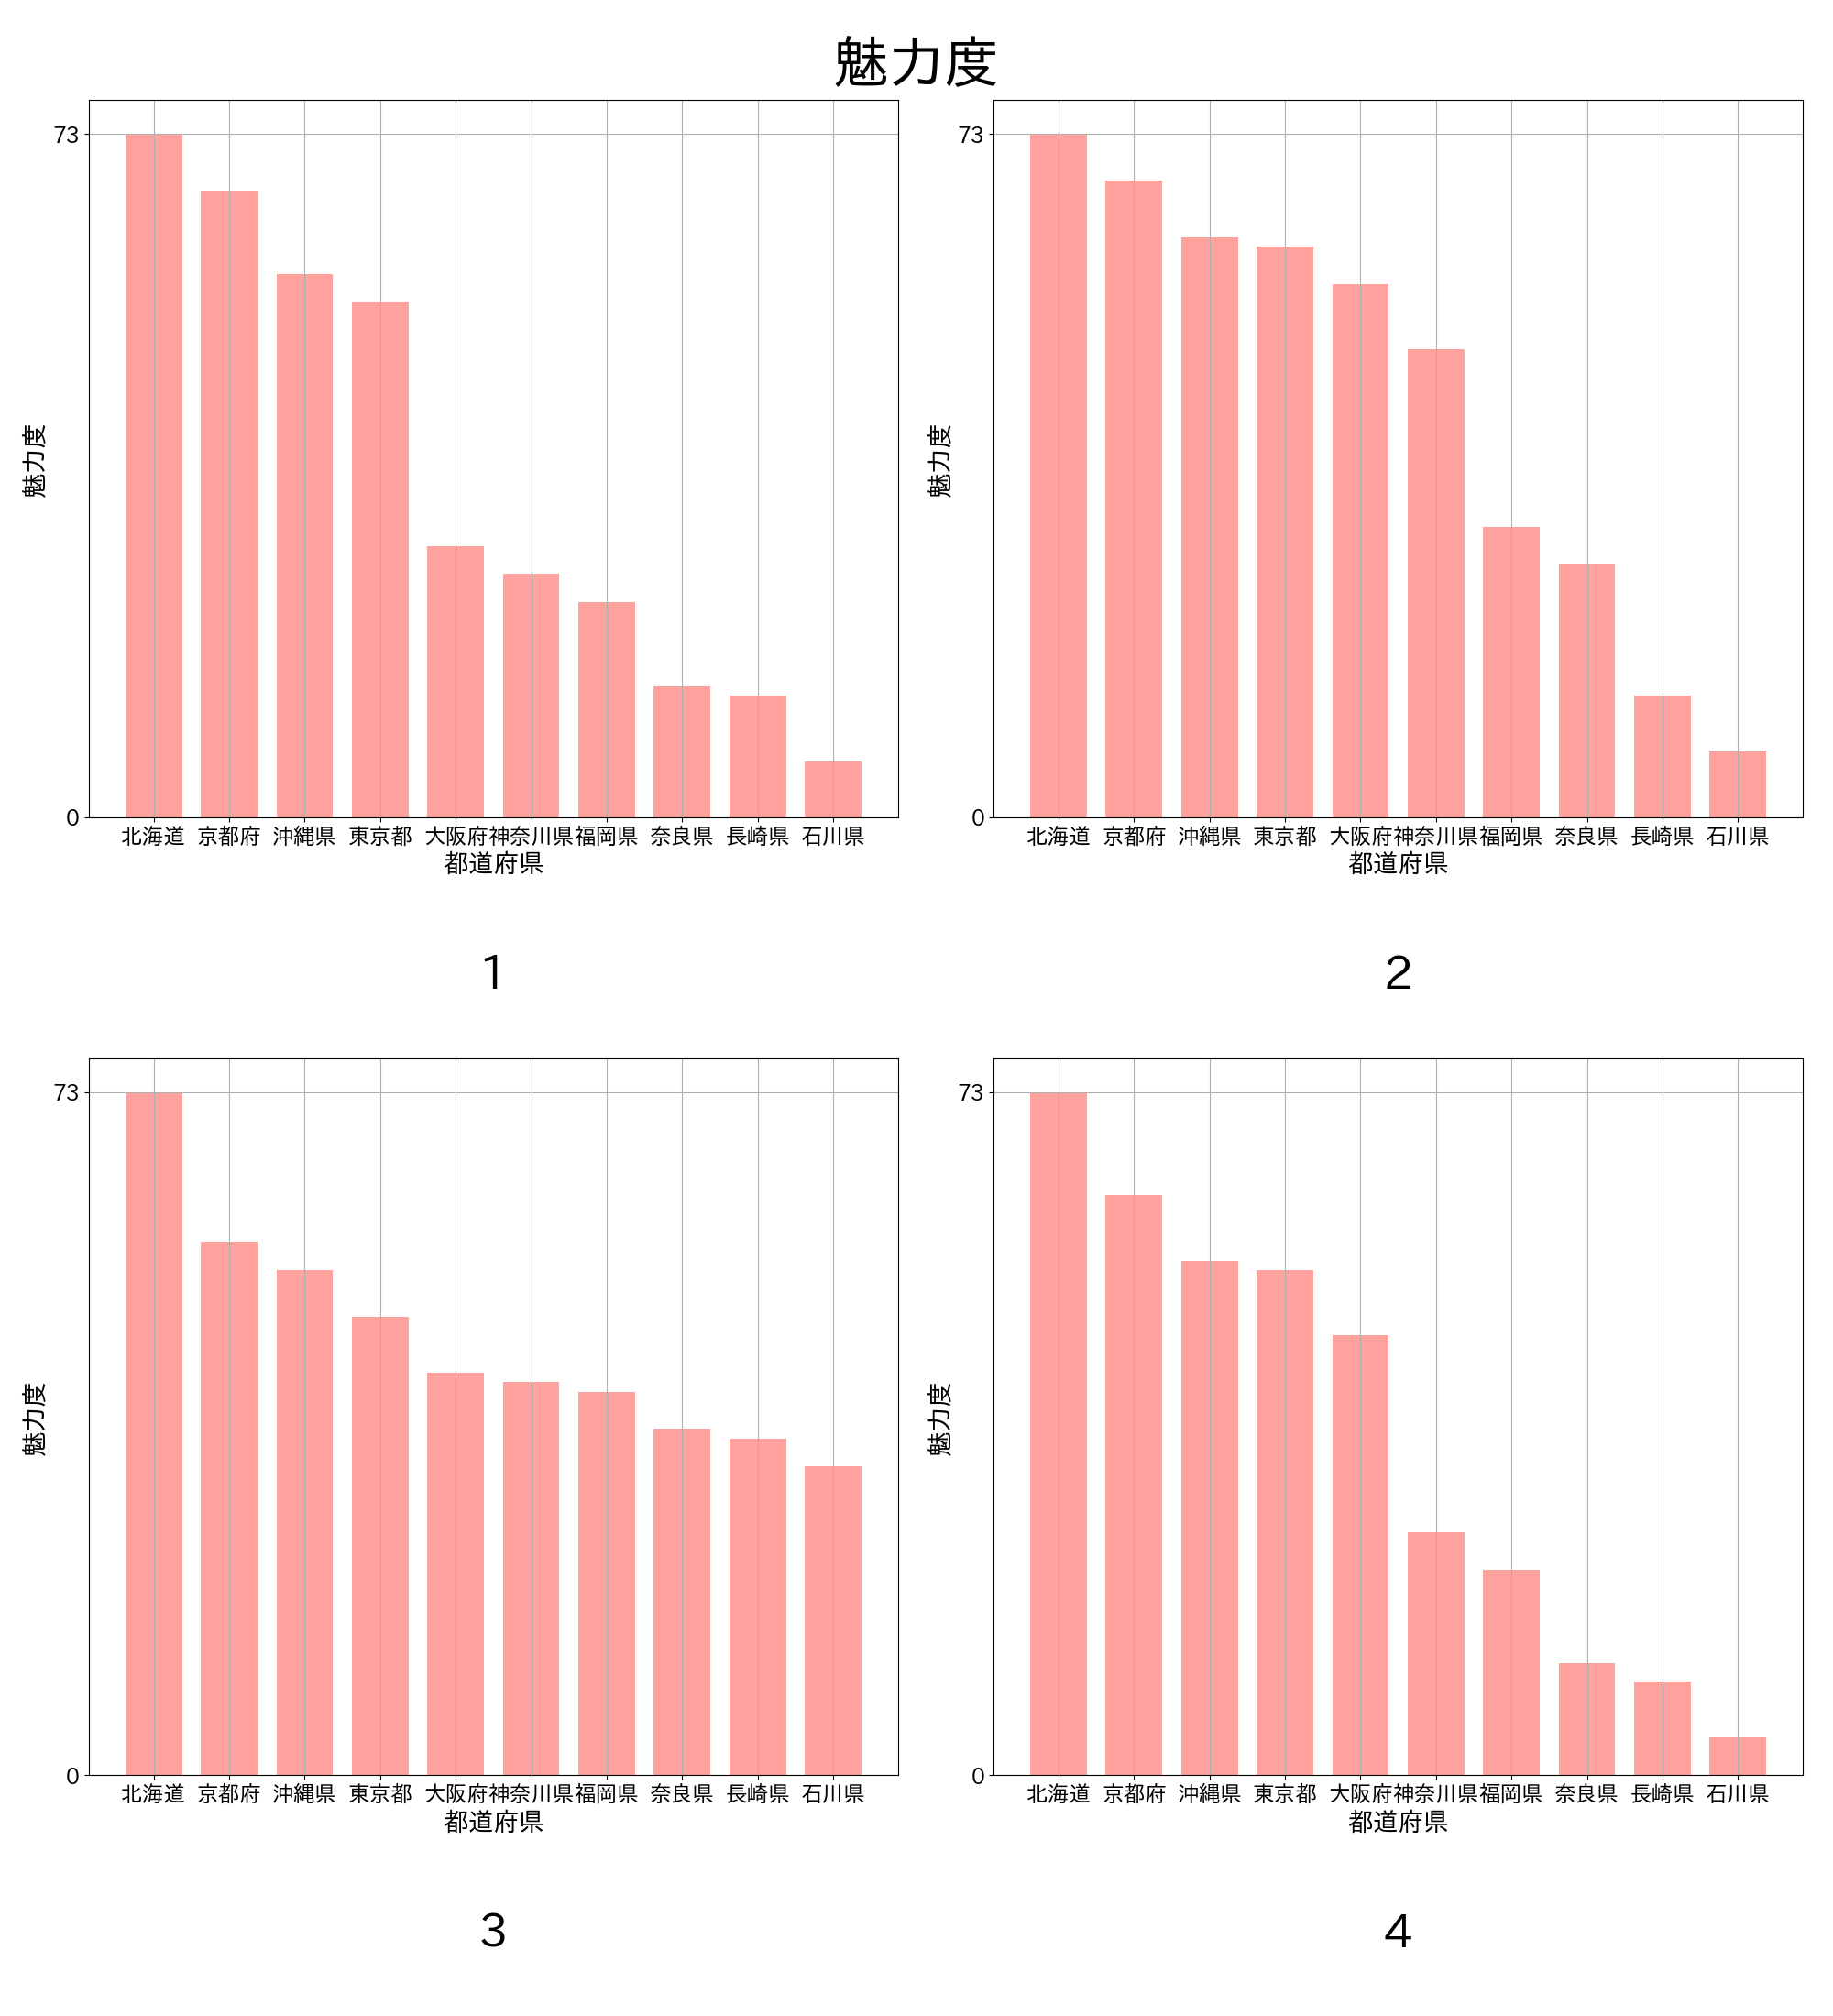 魅力度
73
0
魅力度
北海道 京都府 沖縄県 東京都 大阪府 神奈川県 福岡県 奈良県 長崎県 石川県
都道府県
1
73
0
魅力度
北海道 京都府 沖縄県 東京都 大阪府 神奈川県 福岡県 奈良県 長崎県 石川県
都道府県
2
73
0
魅力度
北海道 京都府 沖縄県 東京都 大阪府 神奈川県 福岡県 奈良県 長崎県 石川県
都道府県
3
73
0
魅力度
北海道 京都府 沖縄県 東京都 大阪府 神奈川県 福岡県 奈良県 長崎県 石川県
都道府県
4